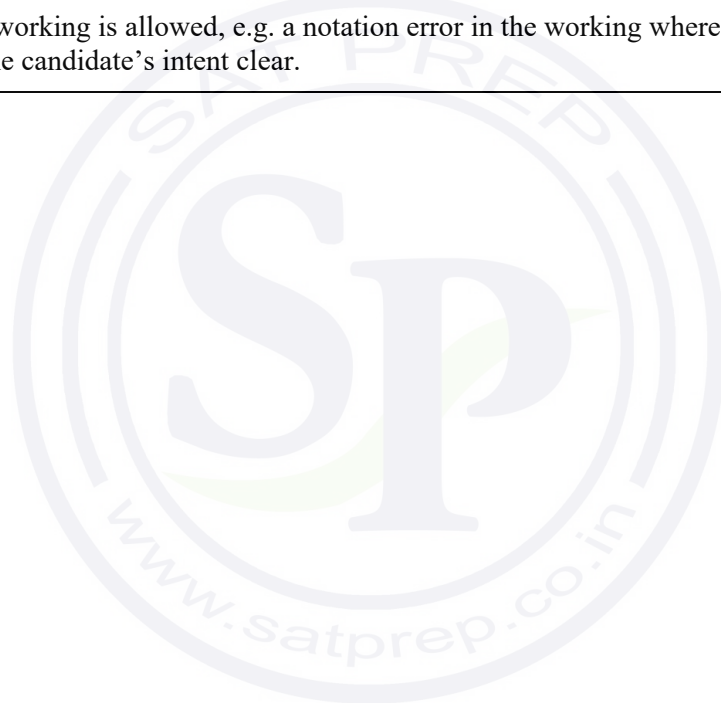 working is allowed, e.g. a notation error in the working where
e candidate's intent clear.
SAT PREP
SP
www.satprep.co.in